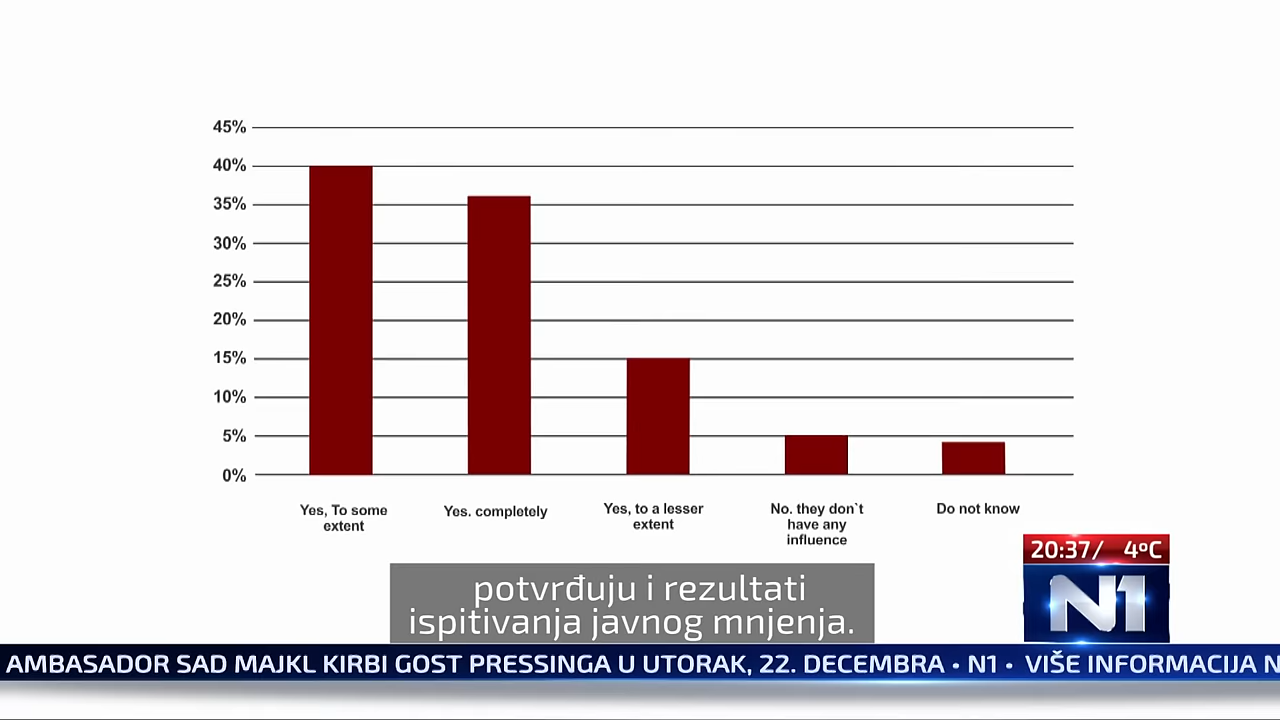 45%
40%
35%
30%
25%
20%
15%
10%
5%
0%
Yes, To some
extent
Yes. completely
Yes, to a lesser
extent
No. they don`t
have any
influence
Do not know
20:37/ 4ºC
N1
potvrđuju i rezultati
ispitivanja javnog mnjenja.
AMBASADOR SAD MAJKL KIRBI GOST PRESSINGA U UTORAK, 22. DECEMBRA • N1 • VIŠE INFORMACIJA N